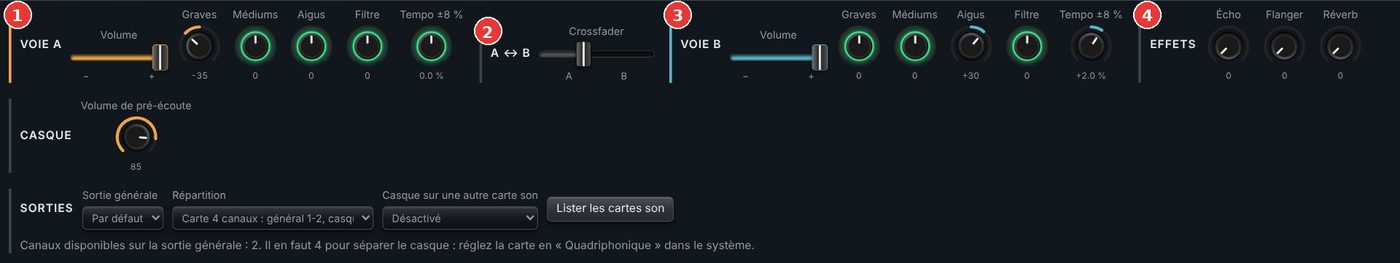 1
VOIE A
Volume
− +
Graves
-35
Médiums
0
Aigus
0
Filtre
0
Tempo ±8 %
0.0 %
2
A ↔ B
Crossfader
A B
3
VOIE B
Volume
− +
Graves
0
Médiums
0
Aigus
+30
Filtre
0
Tempo ±8 %
+2.0 %
4
EFFETS
Écho
0
Flanger
0
Réverb
0
CASQUE
Volume de pré-écoute
85
SORTIES
Sortie générale
Par défaut
Répartition
Carte 4 canaux : général 1-2, casqu
Casque sur une autre carte son
Désactivé
Lister les cartes son
Canaux disponibles sur la sortie générale : 2. Il en faut 4 pour séparer le casque : réglez la carte en « Quadriphonique » dans le système.